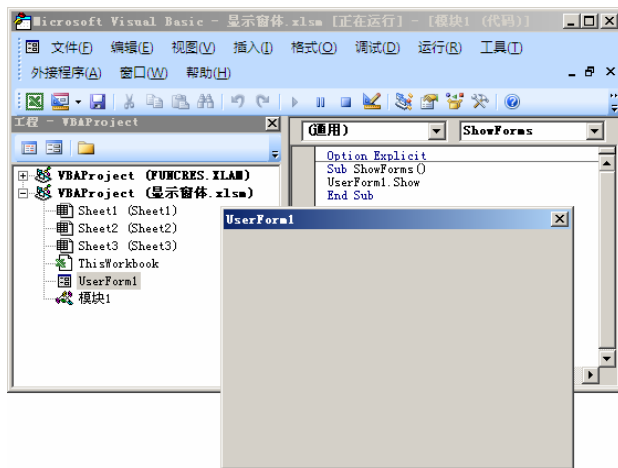 Microsoft Visual Basic - 显示窗体.xlsm [正在运行] - [模块1 (代码)]
文件(F) 编辑(E) 视图(V) 插入(I) 格式(O) 调试(D) 运行(R) 工具(T)
外接程序(A) 窗口(W) 帮助(H)
工程 - VBAProject
(通用)
ShowForms
Option Explicit
Sub ShowForms()
UserForm1.Show
End Sub
VBAProject (FUNCRES.XLAM)
VBAProject (显示窗体.xlsm)
Sheet1 (Sheet1)
Sheet2 (Sheet2)
Sheet3 (Sheet3)
ThisWorkbook
UserForm1
模块1
UserForm1